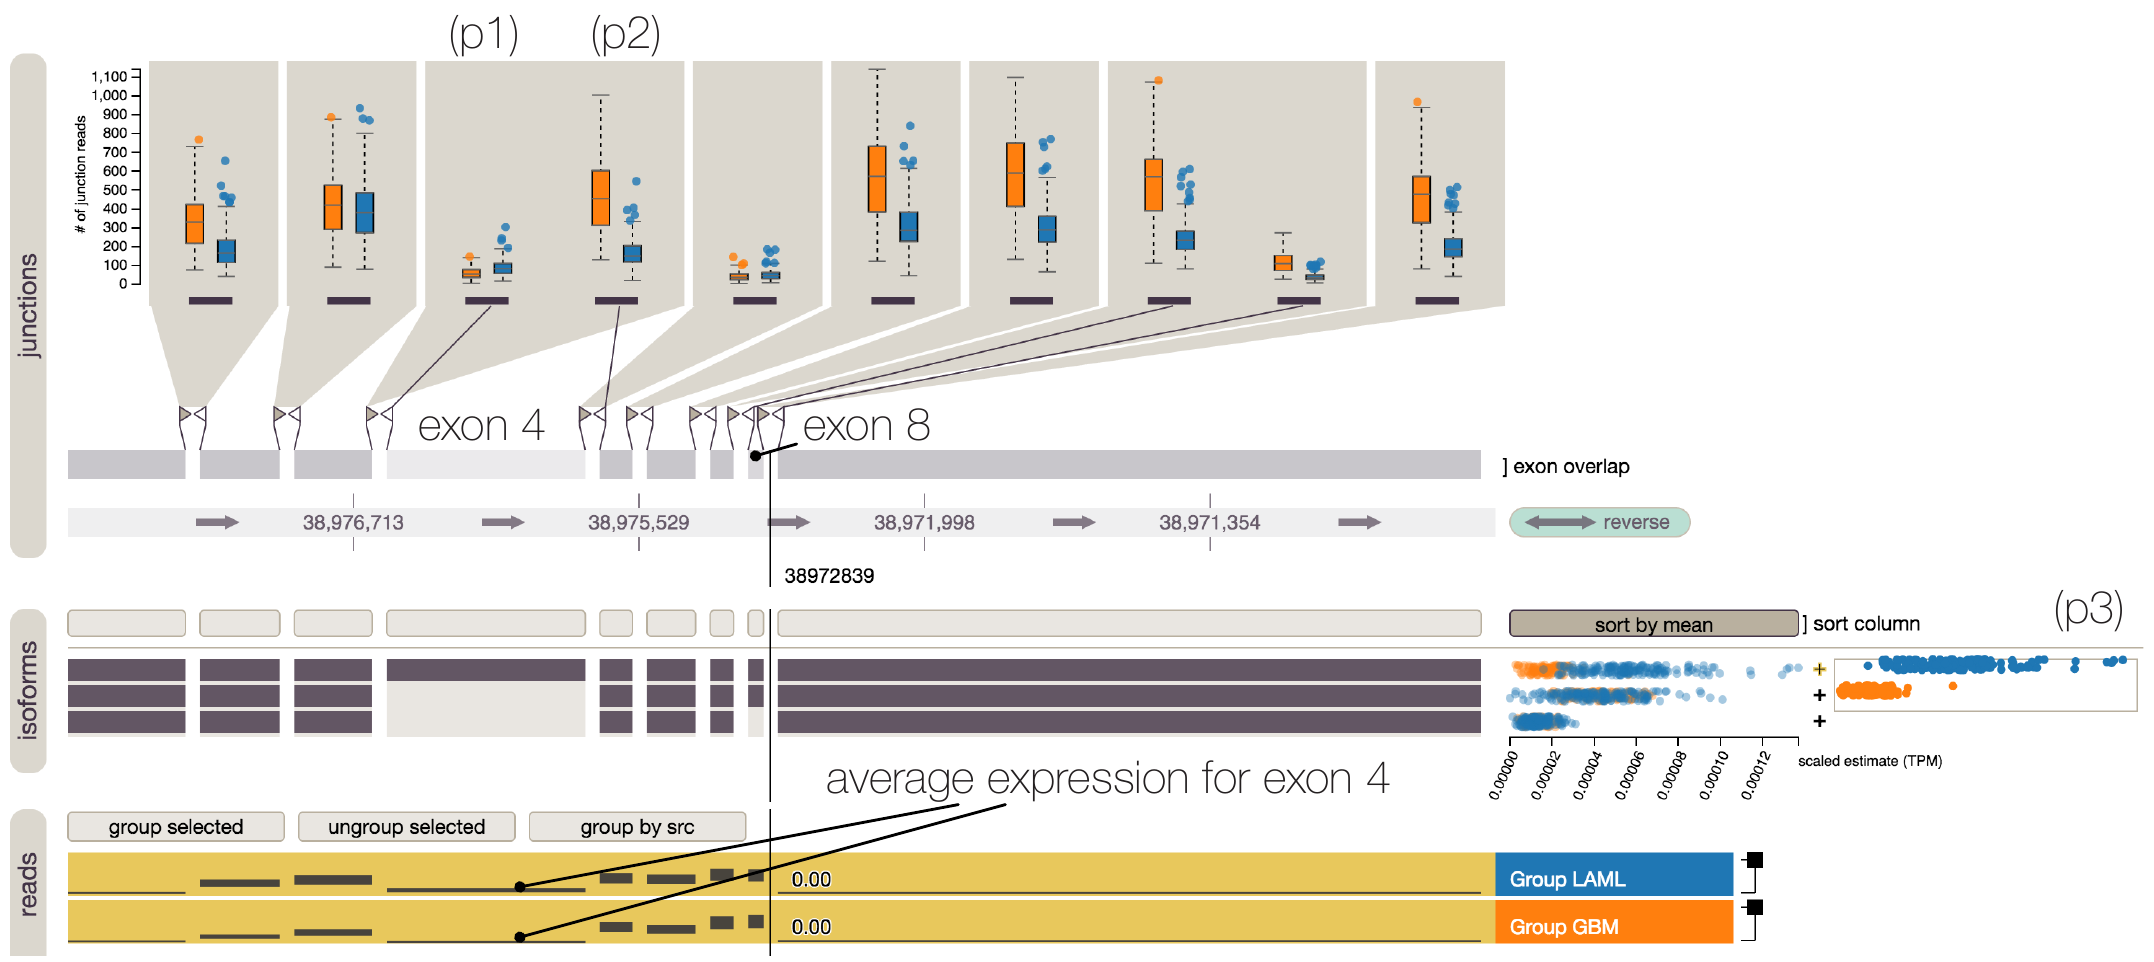 (p1) (p2)
1,100
1,000
900
800
700
600
500
400
300
200
100
0
# of junction reads
junctions
exon 4
exon 8
] exon overlap
38,976,713
38,975,529
38,971,998
38,971,354
reverse
38972839
(p3)
sort by mean
] sort column
isoforms
+
+
+
0.00000
0.00002
0.00004
0.00006
0.00008
0.00010
0.00012
scaled estimate (TPM)
average expression for exon 4
group selected
ungroup selected
group by src
reads
0.00
Group LAML
0.00
Group GBM